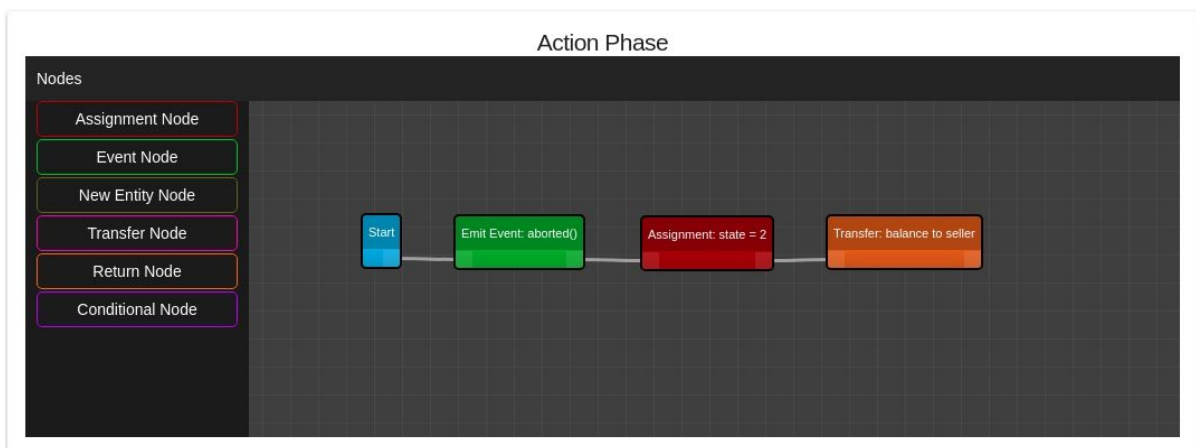 Action Phase
Nodes
Assignment Node
Event Node
New Entity Node
Transfer Node
Return Node
Conditional Node
Start
Emit Event: aborted()
Assignment: state = 2
Transfer: balance to seller